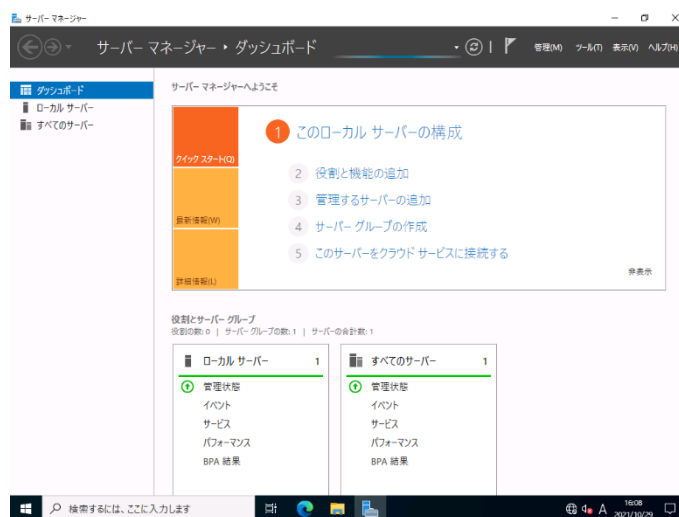 サーバー マネージャー
サーバー マネージャー ・ ダッシュボード
管理(M) ツール(T) 表示(V) ヘルプ(H)
ダッシュボード
ローカル サーバー
すべてのサーバー
サーバー マネージャーへようこそ
クイック スタート(Q)
最新情報(W)
詳細情報(L)
1 このローカル サーバーの構成
2 役割と機能の追加
3 管理するサーバーの追加
4 サーバー グループの作成
5 このサーバーをクラウド サービスに接続する
非表示
役割とサーバー グループ
役割の数: 0 | サーバー グループの数: 1 | サーバーの合計数: 1
ローカル サーバー 1
管理状態
イベント
サービス
パフォーマンス
BPA 結果
すべてのサーバー 1
管理状態
イベント
サービス
パフォーマンス
BPA 結果
検索するには、ここに入力します
A
16:08
2021/10/29